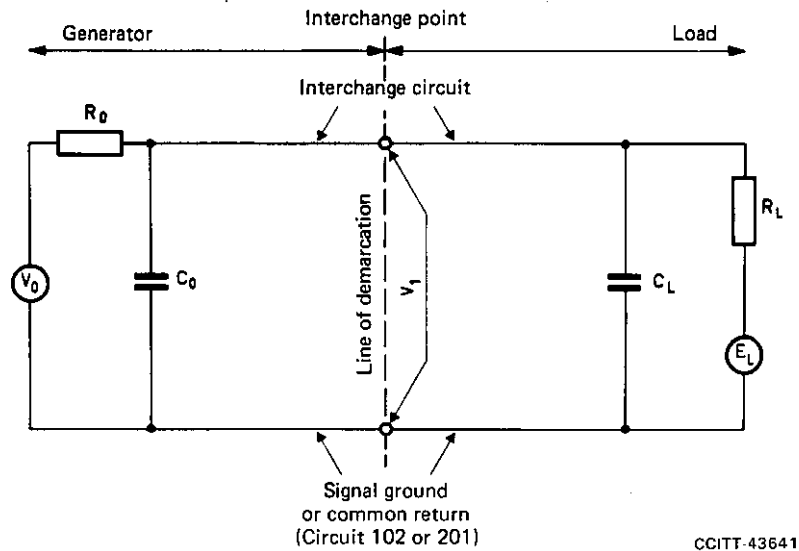 Interchange point
Generator
Load
Interchange circuit
R0
C0
V0
Line of demarcation
V1
CL
RL
EL
Signal ground
or common return
(Circuit 102 or 201)
CCITT-43641